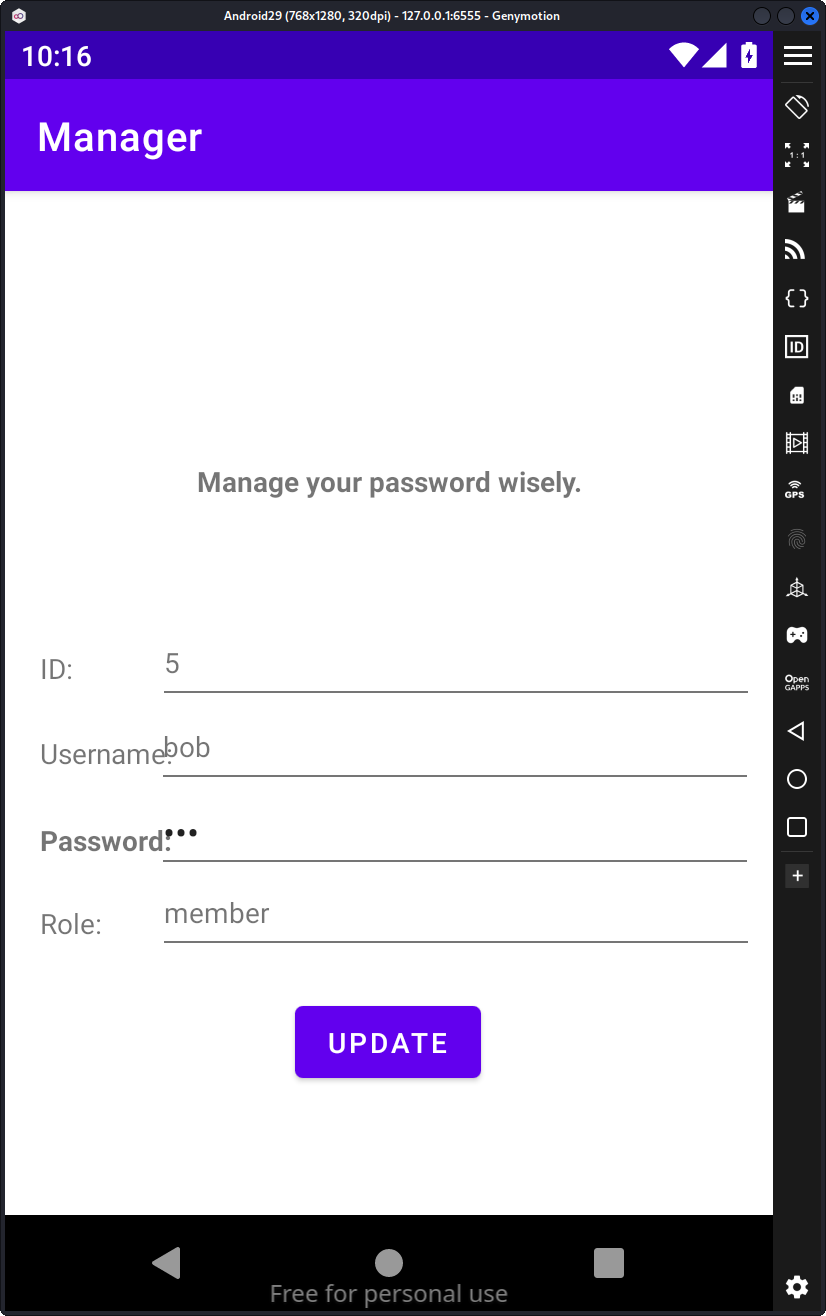 Android29 (768x1280, 320dpi) - 127.0.0.1:6555 - Genymotion
10:16
Manager
1:1
ID
GPS
Open
GAPPS
Manage your password wisely.
ID: 5
Username: bob
Password: •••
Role: member
UPDATE
Free for personal use